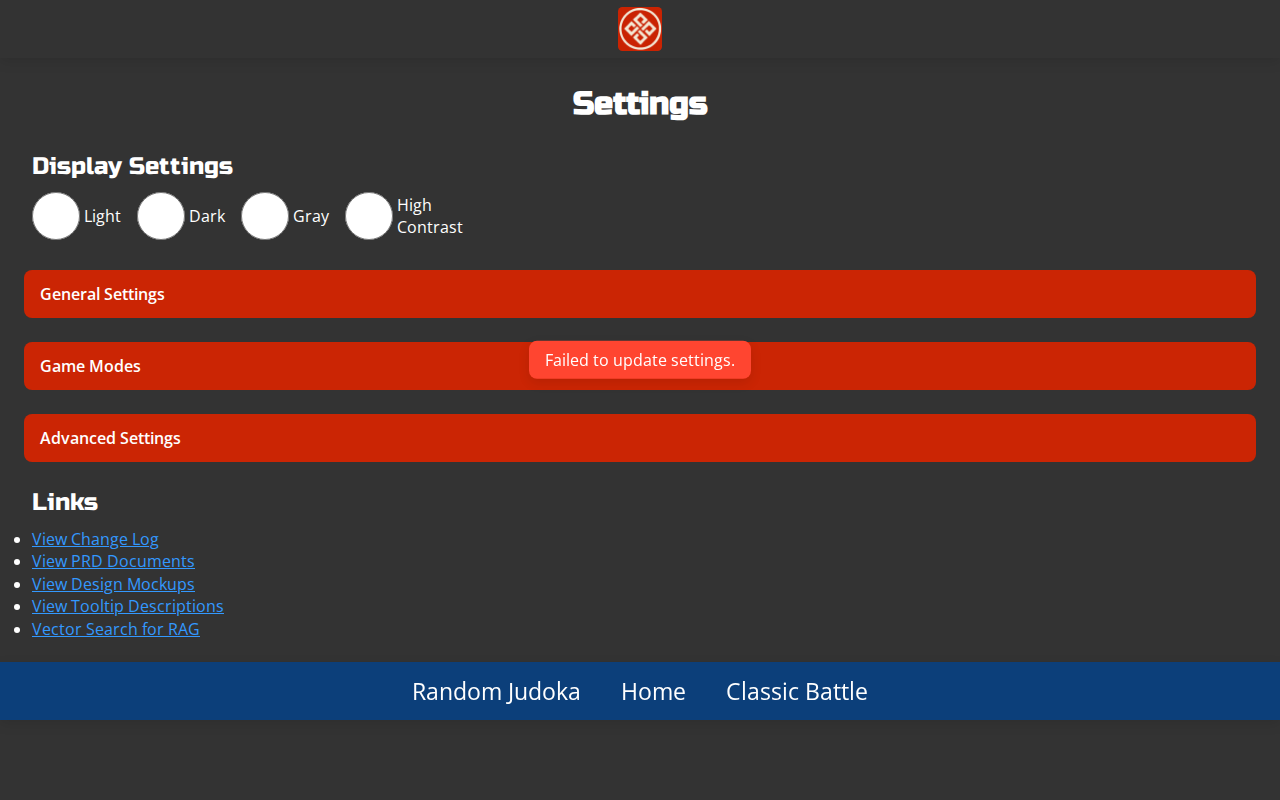 Settings
Display Settings
Light
Dark
Gray
High
Contrast
General Settings
Game Modes
Failed to update settings.
Advanced Settings
Links
View Change Log
View PRD Documents
View Design Mockups
View Tooltip Descriptions
Vector Search for RAG
Random Judoka
Home
Classic Battle